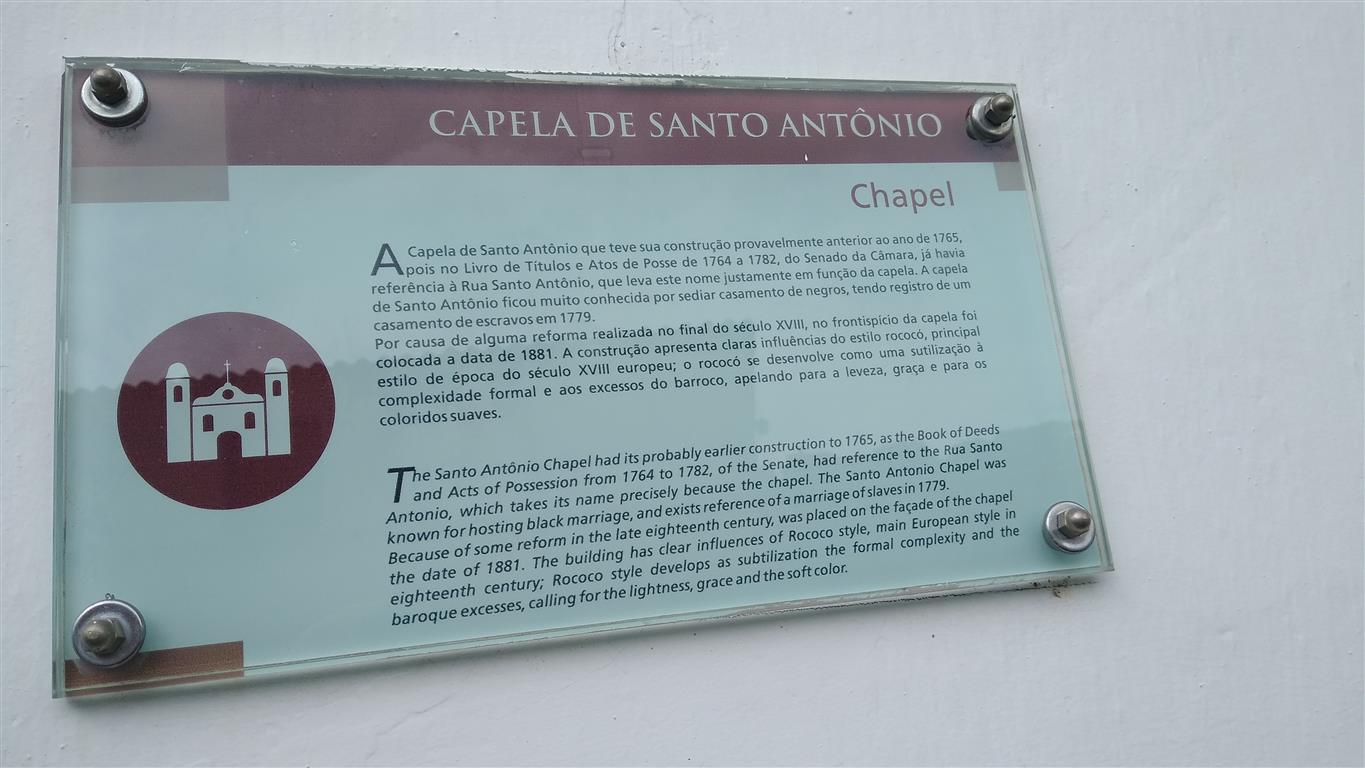 CAPELA DE SANTO ANTÔNIO
Chapel
A Capela de Santo Antônio que teve sua construção provavelmente anterior ao ano de 1765,
pois no Livro de Títulos e Atos de Posse de 1764 a 1782, do Senado da Câmara, já havia
referência à Rua Santo Antônio, que leva este nome justamente em função da capela. A capela
de Santo Antônio ficou muito conhecida por sediar casamento de negros, tendo registro de um
casamento de escravos em 1779.
Por causa de alguma reforma realizada no final do século XVIII, no frontispício da capela foi
colocada a data de 1881. A construção apresenta claras influências do estilo rococó, principal
estilo de época do século XVIII europeu; o rococó se desenvolve como uma sutilização à
complexidade formal e aos excessos do barroco, apelando para a leveza, graça e para os
coloridos suaves.
The Santo Antônio Chapel had its probably earlier construction to 1765, as the Book of Deeds
and Acts of Possession from 1764 to 1782, of the Senate, had reference to the Rua Santo
Antonio, which takes its name precisely because the chapel. The Santo Antonio Chapel was
known for hosting black marriage, and exists reference of a marriage of slaves in 1779.
Because of some reform in the late eighteenth century, was placed on the façade of the chapel
the date of 1881. The building has clear influences of Rococo style, main European style in
eighteenth century; Rococo style develops as subtilization the formal complexity and the
baroque excesses, calling for the lightness, grace and the soft color.